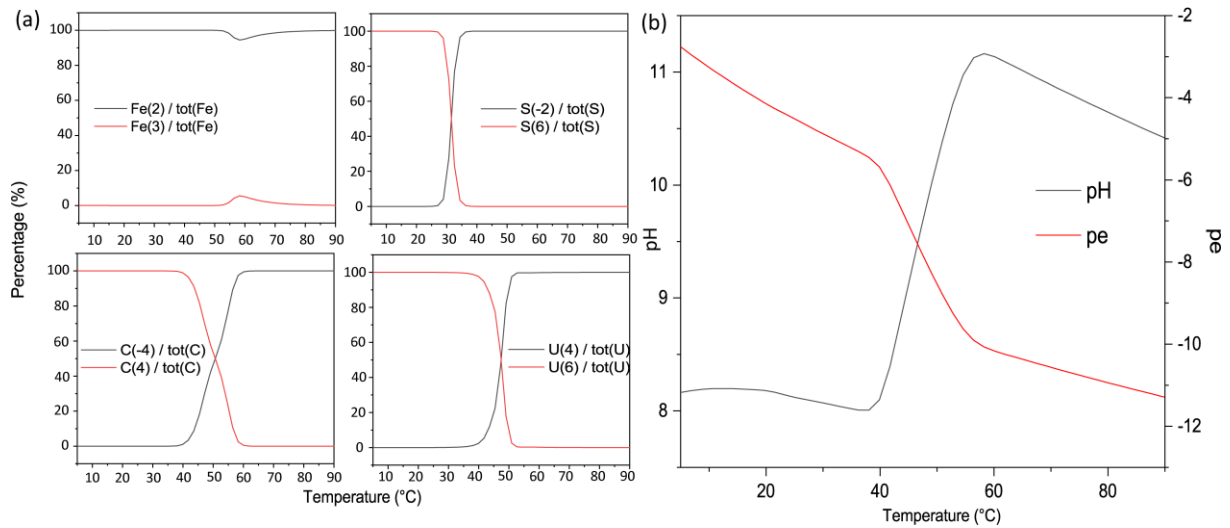 (a)
100
80
60
40
20
0
Fe(2) / tot(Fe)
Fe(3) / tot(Fe)
10 20 30 40 50 60 70 80 90
100
80
60
40
20
0
S(-2) / tot(S)
S(6) / tot(S)
10 20 30 40 50 60 70 80 90
Percentage (%)
100
80
60
40
20
0
C(-4) / tot(C)
C(4) / tot(C)
10 20 30 40 50 60 70 80 90
100
80
60
40
20
0
U(4) / tot(U)
U(6) / tot(U)
10 20 30 40 50 60 70 80 90
Temperature (°C)
(b)
11
10
9
8
pH
pH
pe
-2
-4
-6
-8
-10
-12
pe
20 40 60 80
Temperature (°C)